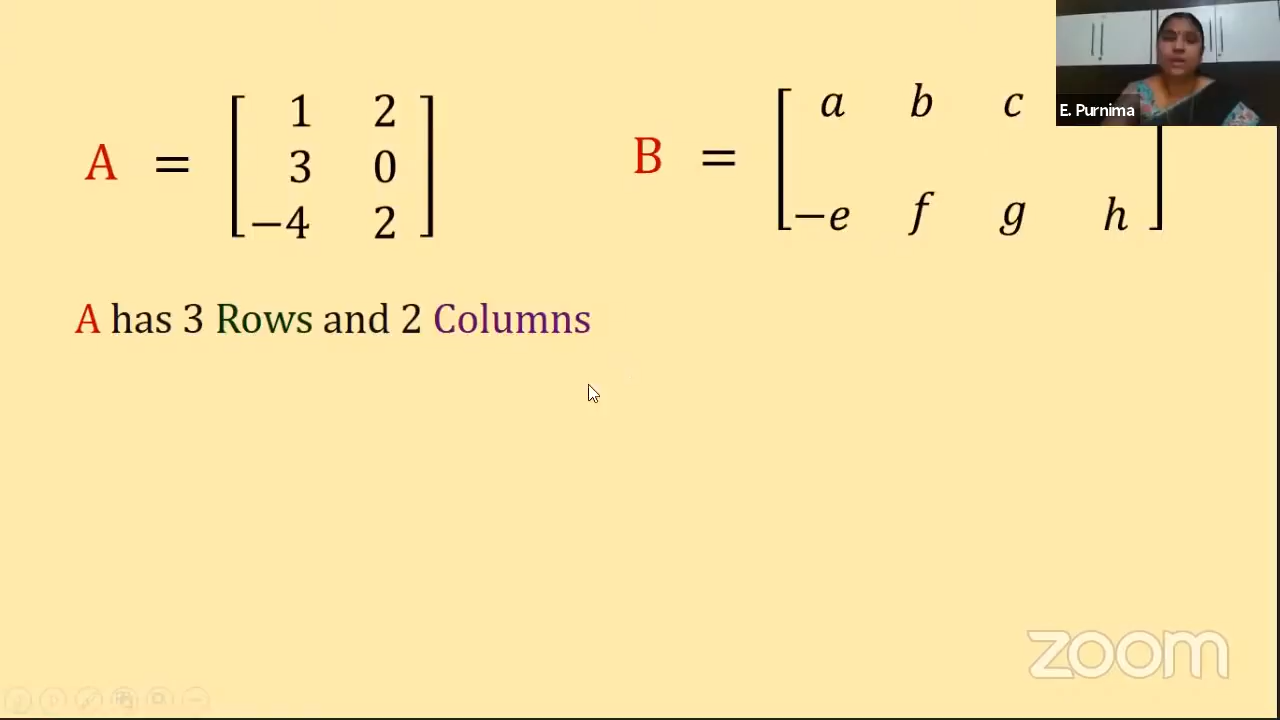 A = [ 1 2
3 0
−4 2 ]
B = [ a b c
−e f g h ]
E. Purnima
A has 3 Rows and 2 Columns
zoom